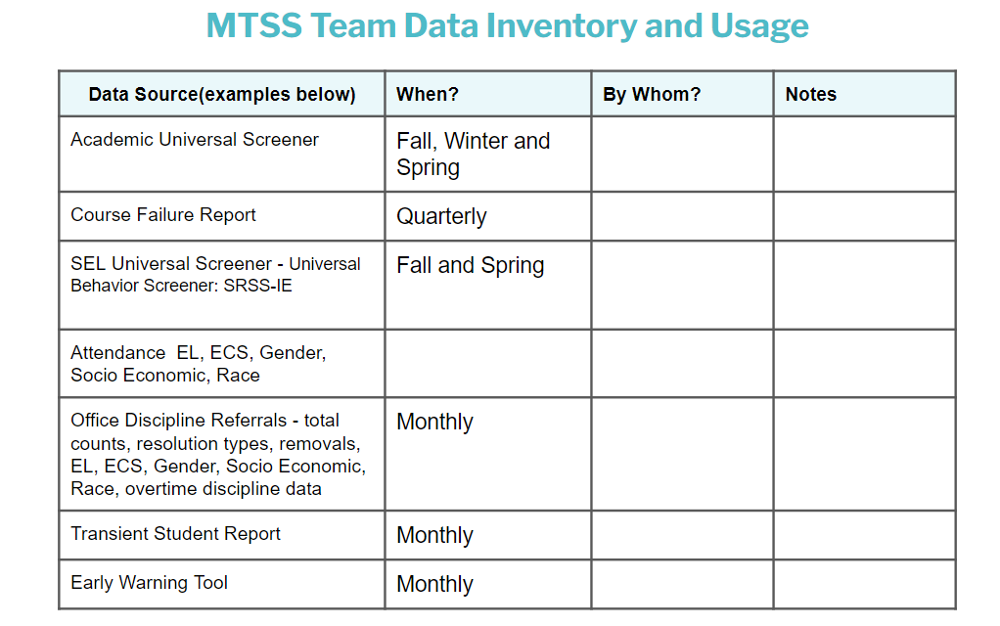 MTSS Team Data Inventory and Usage
Data Source(examples below) When? By Whom? Notes
Academic Universal Screener Fall, Winter and
Spring
Course Failure Report Quarterly
SEL Universal Screener - Universal Fall and Spring
Behavior Screener: SRSS-IE
Attendance  EL, ECS, Gender,
Socio Economic, Race
Office Discipline Referrals - total Monthly
counts, resolution types, removals,
EL, ECS, Gender, Socio Economic,
Race, overtime discipline data
Transient Student Report Monthly
Early Warning Tool Monthly